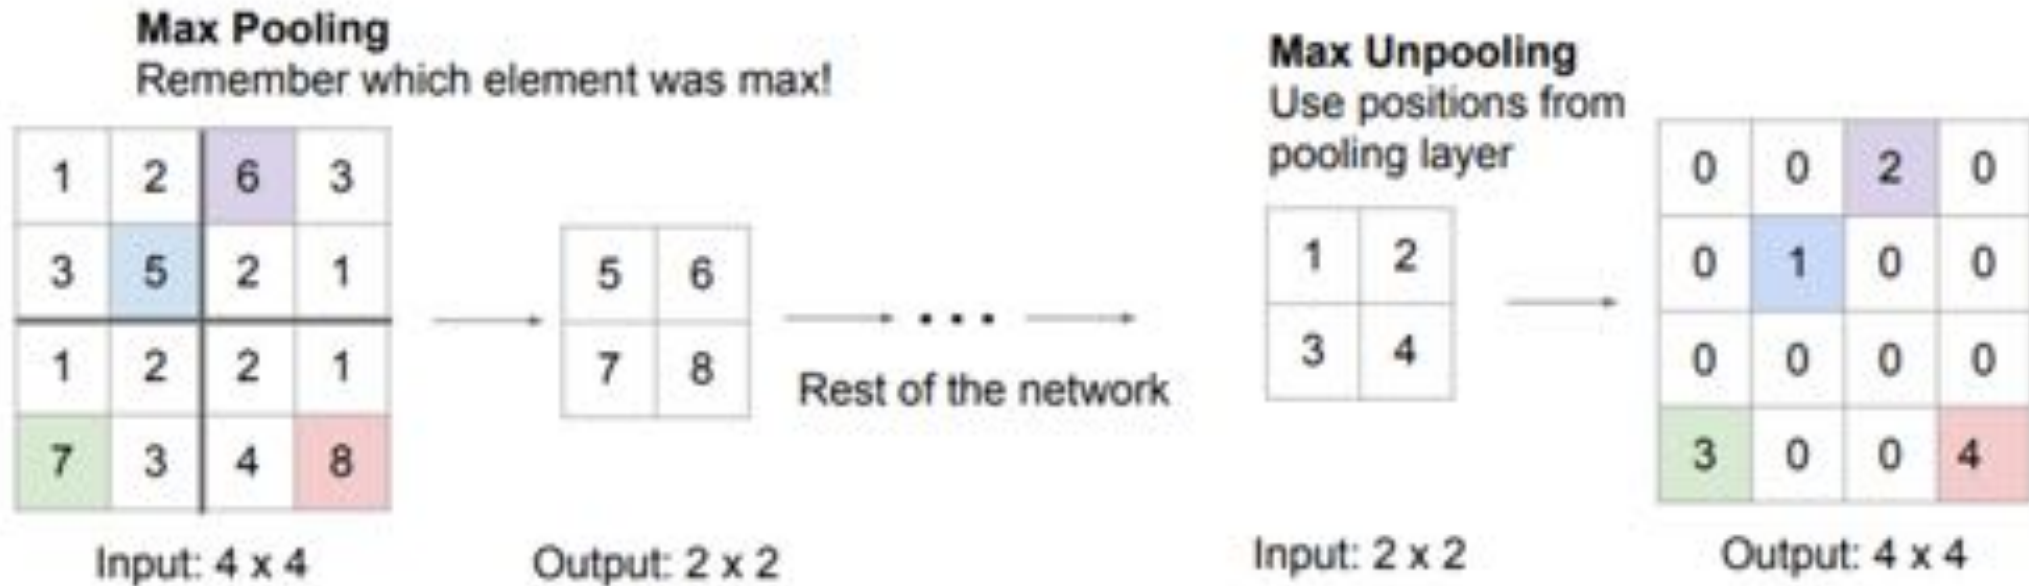 Max Pooling
Remember which element was max!
1 2 6 3
3 5 2 1
1 2 2 1
7 3 4 8
Input: 4 x 4
5 6
7 8
Output: 2 x 2
...
Rest of the network
Max Unpooling
Use positions from
pooling layer
1 2
3 4
Input: 2 x 2
0 0 2 0
0 1 0 0
0 0 0 0
3 0 0 4
Output: 4 x 4